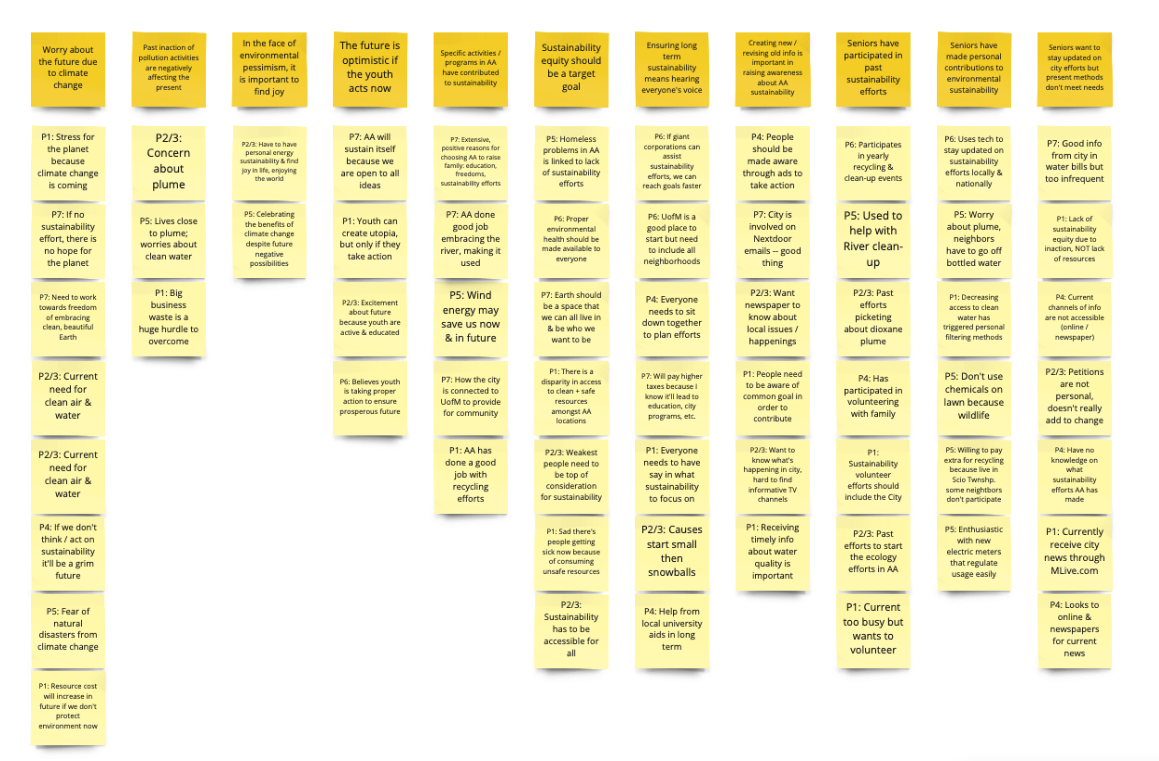 Worry about
the future due
to climate
change
Past inaction of
pollution activities
are negatively
affecting the
present
In the face of
environmental
pessimism, it
is important to
find joy
The future is
optimistic if
the youth
acts now
Specific activities /
programs in AA
have contributed
to sustainability
Sustainability
equity should
be a target
goal
Ensuring long
term
sustainability
means hearing
everyone's voice
Creating new /
revising old info is
important in
raising awareness
about AA
sustainability
Seniors have
participated in
past
sustainability
efforts
Seniors have
made personal
contributions to
environmental
sustainability
Seniors want to
stay updated on
city efforts but
present methods
don't meet needs
P1: Stress for
the planet
because
climate change
is coming
P7: If no
sustainability
effort, there is
no hope for
the planet
P7: Need to work
towards freedom
of embracing
clean, beautiful
Earth
P2/3: Current
need for
clean air &
water
P2/3: Current
need for
clean air &
water
P4: If we don't
think / act on
sustainability
it'll be a grim
future
P5: Fear of
natural
disasters from
climate change
P1: Resource cost
will increase in
future if we don't
protect
environment now
P2/3:
Concern
about
plume
P5: Lives close
to plume;
worries about
clean water
P1: Big
business
waste is a
huge hurdle to
overcome
P2/3: Have to have
personal energy
sustainability & find
joy in life, enjoying
the world
P5: Celebrating
the benefits of
climate change
despite future
negative
possibilities
P7: AA will
sustain itself
because we
are open to all
ideas
P1: Youth can
create utopia,
but only if they
take action
P2/3: Excitement
about future
because youth are
active & educated
P6: Believes youth
is taking proper
action to ensure
prosperous future
P7: Extensive,
positive reasons for
choosing AA to raise
family: education,
freedoms,
sustainability efforts
P7: AA done
good job
embracing the
river, making it
used
P5: Wind
energy may
save us now
& in future
P7: How the city
is connected to
UofM to provide
for community
P1: AA has
done a good
job with
recycling
efforts
P5: Homeless
problems in AA
is linked to lack
of sustainability
efforts
P6: Proper
environmental
health should be
made available to
everyone
P7: Earth should
be a space that
we can all live in
& be who we
want to be
P1: There is a
disparity in access
to clean + safe
resources
amongst AA
locations
P2/3: Weakest
people need to
be top of
consideration
for sustainability
P1: Sad there's
people getting
sick now because
of consuming
unsafe resources
P2/3:
Sustainability
has to be
accessible for
all
P6: If giant
corporations can
assist
sustainability
efforts, we can
reach goals faster
P6: UofM is a
good place to
start but need
to include all
neighborhoods
P4: Everyone
needs to sit
down together
to plan efforts
P7: Will pay higher
taxes because I
know it'll lead to
education, city
programs, etc.
P1: Everyone
needs to have
say in what
sustainability
to focus on
P2/3: Causes
start small
then
snowballs
P4: Help from
local university
aids in long
term
P4: People
should be
made aware
through ads to
take action
P7: City is
involved on
Nextdoor
emails -- good
thing
P2/3: Want
newspaper to
know about
local issues /
happenings
P1: People need
to be aware of
common goal in
order to
contribute
P2/3: Want to
know what's
happening in city,
hard to find
informative TV
channels
P1: Receiving
timely info
about water
quality is
important
P6: Participates
in yearly
recycling &
clean-up events
P5: Used to
help with
River clean-
up
P2/3: Past
efforts
picketing
about dioxane
plume
P4: Has
participated in
volunteering
with family
P1:
Sustainability
volunteer
efforts should
include the City
P2/3: Past
efforts to start
the ecology
efforts in AA
P1: Current
too busy but
wants to
volunteer
P6: Uses tech to
stay updated on
sustainability
efforts locally &
nationally
P5: Worry
about plume,
neighbors
have to go off
bottled water
P1: Decreasing
access to clean
water has
triggered personal
filtering methods
P5: Don't use
chemicals on
lawn because
wildlife
P5: Willing to pay
extra for recycling
because live in
Scio Twnshp.
some neighbors
don't participate
P5: Enthusiastic
with new
electric meters
that regulate
usage easily
P7: Good info
from city in
water bills but
too infrequent
P1: Lack of
sustainability
equity due to
inaction, NOT lack
of resources
P4: Current
channels of info
are not accessible
(online /
newspaper)
P2/3: Petitions
are not
personal,
doesn't really
add to change
P4: Have no
knowledge on
what
sustainability
efforts AA has
made
P1: Currently
receive city
news through
MLive.com
P4: Looks to
online &
newspapers
for current
news